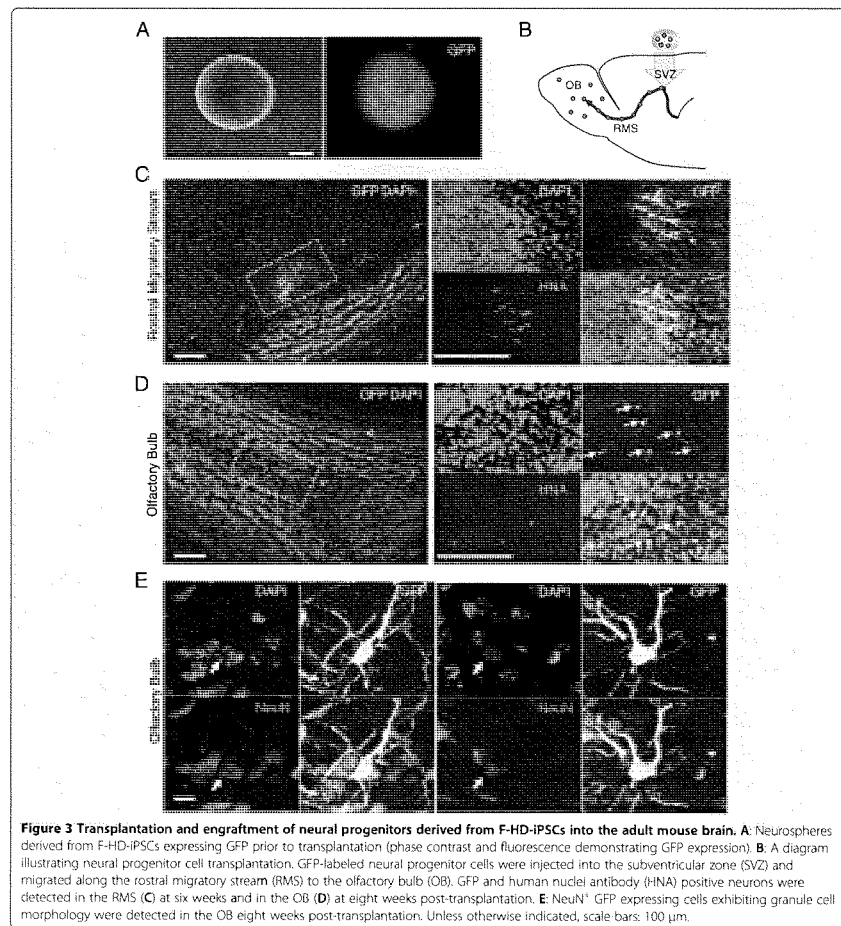 A
B
GFP
SVZ
OB
RMS
C
Rostral Migratory Stream
GFP DAPI
DAPI
GFP
HNA
D
Olfactory Bulb
GFP DAPI
DAPI
GFP
HNA
E
Olfactory Bulb
DAPI
GFP
DAPI
GFP
NeuN
NeuN
Figure 3 Transplantation and engraftment of neural progenitors derived from F-HD-iPSCs into the adult mouse brain. A: Neurospheres
derived from F-HD-iPSCs expressing GFP prior to transplantation (phase contrast and fluorescence demonstrating GFP expression). B: A diagram
illustrating neural progenitor cell transplantation. GFP-labeled neural progenitor cells were injected into the subventricular zone (SVZ) and
migrated along the rostral migratory stream (RMS) to the olfactory bulb (OB). GFP and human nuclei antibody (HNA) positive neurons were
detected in the RMS (C) at six weeks and in the OB (D) at eight weeks post-transplantation. E: NeuN⁺ GFP expressing cells exhibiting granule cell
morphology were detected in the OB eight weeks post-transplantation. Unless otherwise indicated, scale bars: 100 μm.